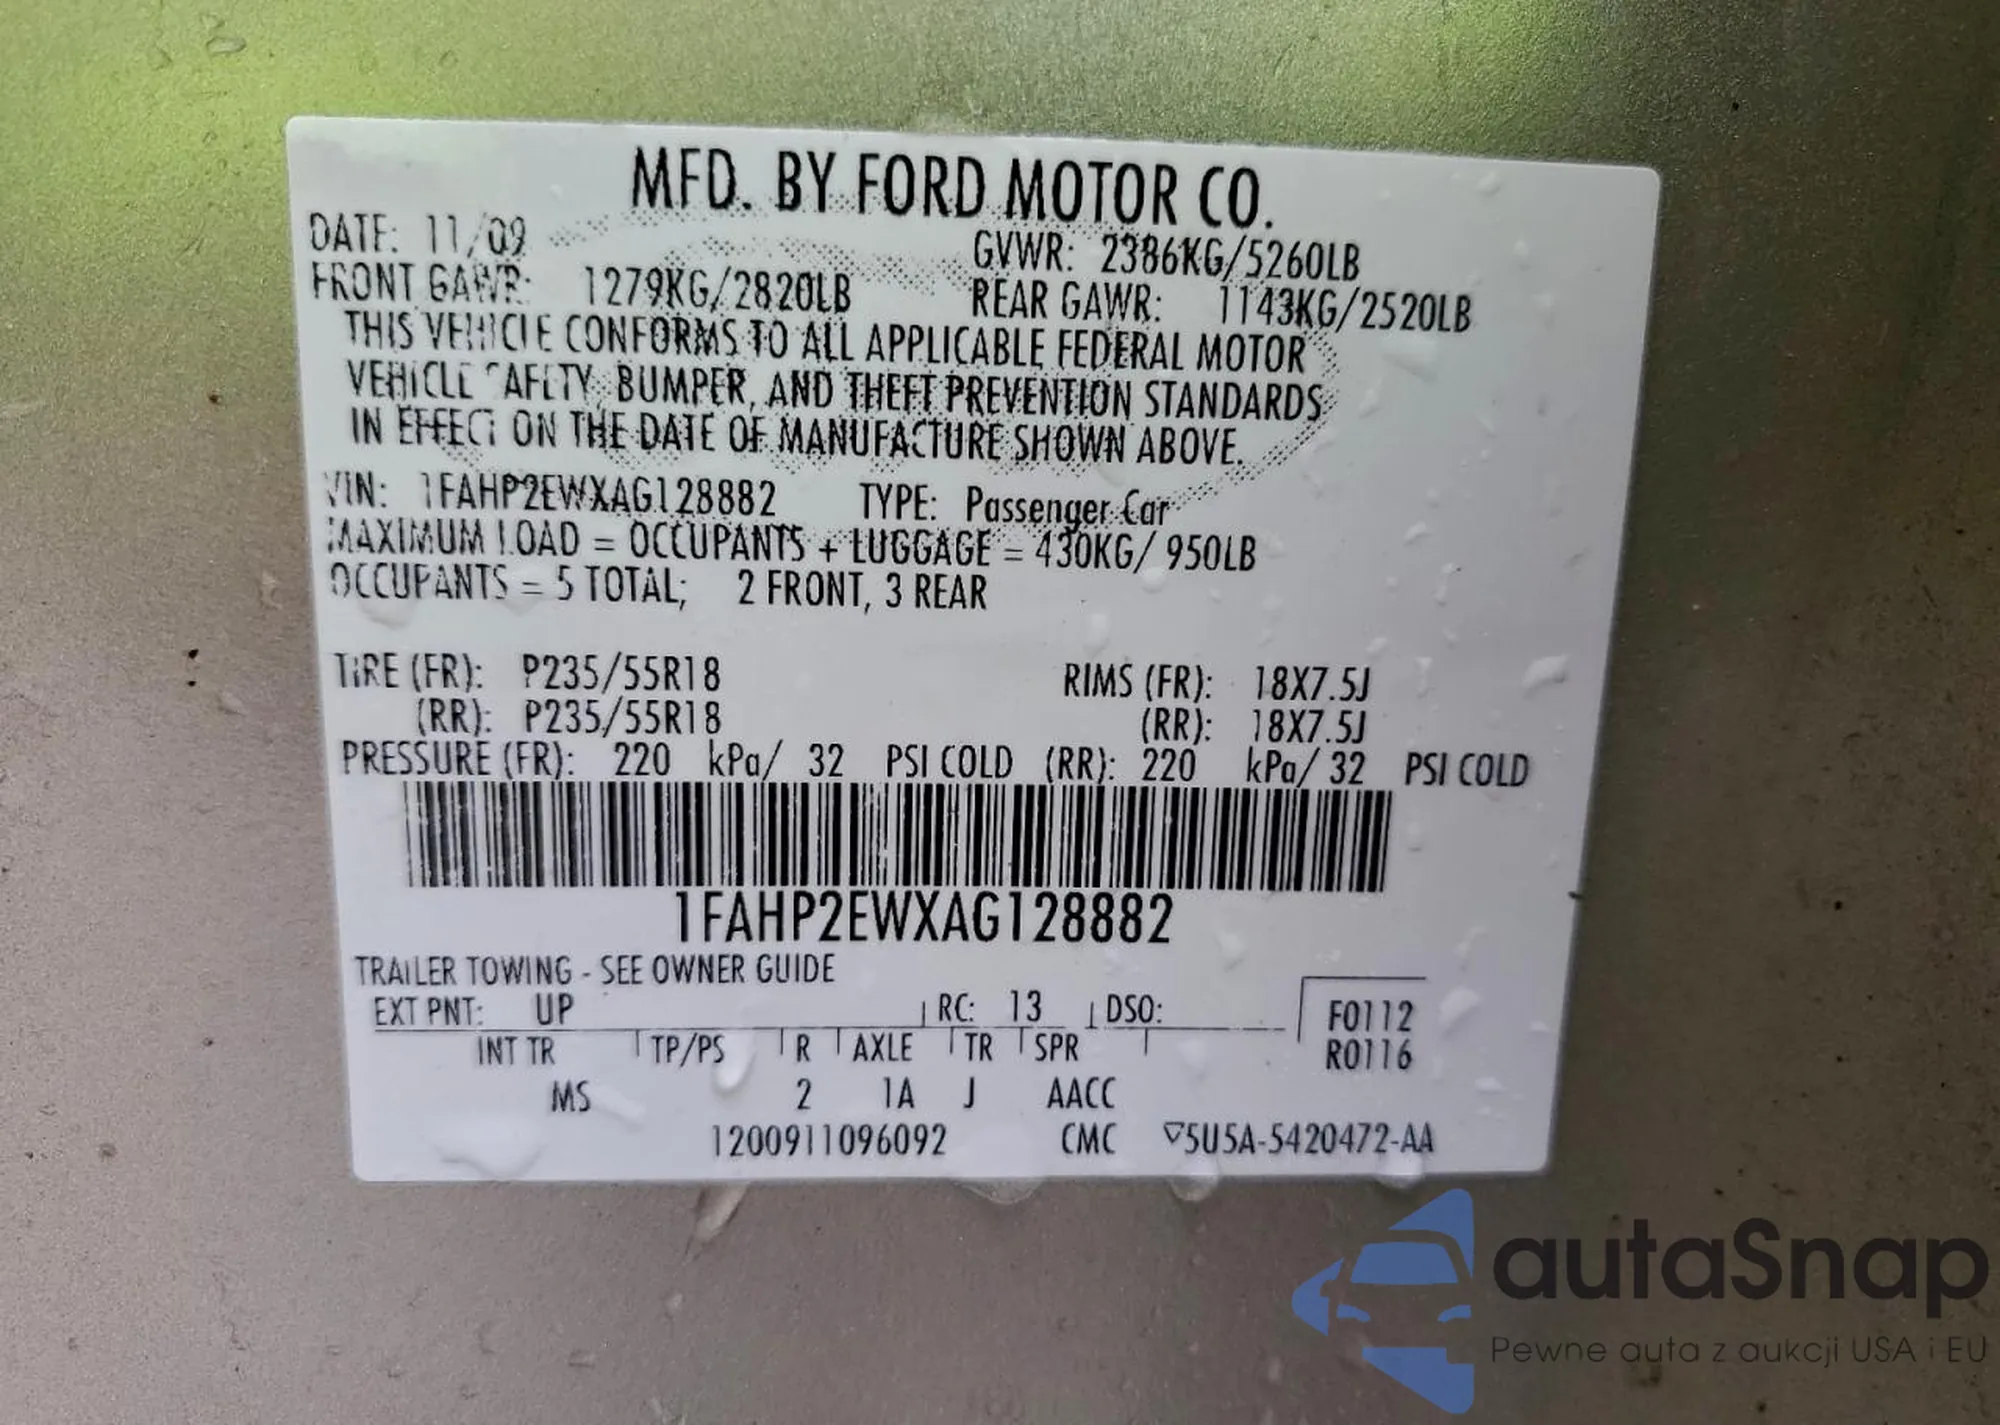 MFD. BY FORD MOTOR CO.
DATE: 11/09 GVWR: 2386KG/5260LB
FRONT GAWR: 1279KG/2820LB REAR GAWR: 1143KG/2520LB
THIS VEHICLE CONFORMS TO ALL APPLICABLE FEDERAL MOTOR
VEHICLE SAFETY, BUMPER, AND THEFT PREVENTION STANDARDS
IN EFFECT ON THE DATE OF MANUFACTURE SHOWN ABOVE.
VIN: 1FAHP2EWXAG128882 TYPE: Passenger Car
MAXIMUM LOAD = OCCUPANTS + LUGGAGE = 430KG/ 950LB
OCCUPANTS = 5 TOTAL; 2 FRONT, 3 REAR
TIRE (FR): P235/55R18 RIMS (FR): 18X7.5J
(RR): P235/55R18 (RR): 18X7.5J
PRESSURE (FR): 220 kPa/ 32 PSI COLD (RR): 220 kPa/ 32 PSI COLD
1FAHP2EWXAG128882
TRAILER TOWING - SEE OWNER GUIDE
EXT PNT: UP RC: 13 DSO: F0112
INT TR TP/PS R AXLE TR SPR R0116
MS 2 1A J AACC
1200911096092 CMC ▽5U5A-5420472-AA
autaSnap
Pewne auta z aukcji USA i EU